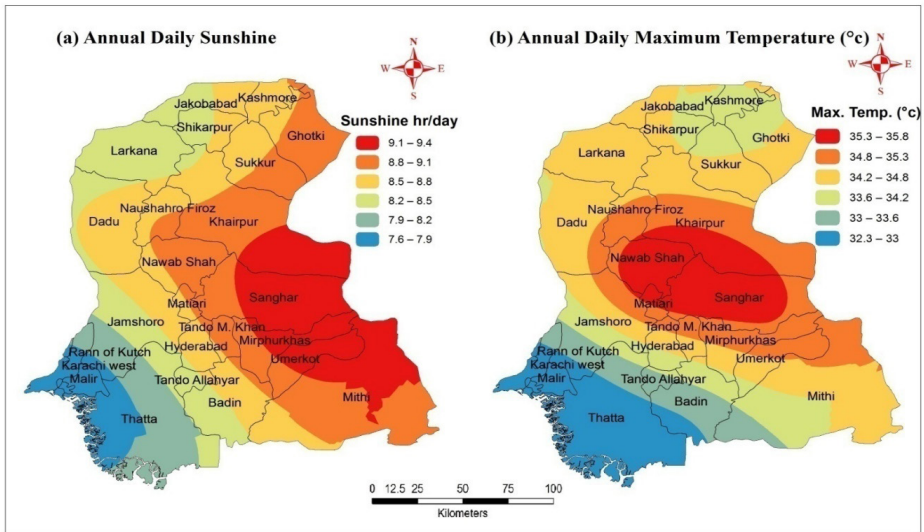 (a) Annual Daily Sunshine
N
W E
S
Sunshine hr/day
9.1 – 9.4
8.8 – 9.1
8.5 – 8.8
8.2 – 8.5
7.9 – 8.2
7.6 – 7.9
Jakobabad
Kashmore
Shikarpur
Ghotki
Larkana
Sukkur
Naushahro Firoz
Dadu
Khairpur
Nawab Shah
Sanghar
Matiari
Jamshoro
Tando M. Khan
Mirphurkhas
Hyderabad
Umerkot
Rann of Kutch
Karachi west
Malir
Tando Allahyar
Mithi
Badin
Thatta
(b) Annual Daily Maximum Temperature (°c)
N
W E
S
Max. Temp. (°c)
35.3 – 35.8
34.8 – 35.3
34.2 – 34.8
33.6 – 34.2
33 – 33.6
32.3 – 33
Jakobabad
Kashmore
Shikarpur
Ghotki
Larkana
Sukkur
Naushahro Firoz
Dadu
Khairpur
Nawab Shah
Sanghar
Matiari
Jamshoro
Tando M. Khan
Mirphurkhas
Hyderabad
Umerkot
Rann of Kutch
Karachi west
Malir
Tando Allahyar
Mithi
Badin
Thatta
0 12.5 25 50 75 100
Kilometers